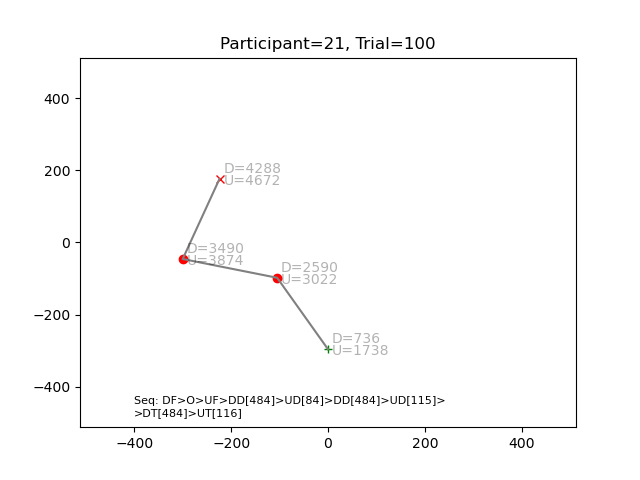 Participant=21, Trial=100
400
200
0
−200
−400
D=4288
U=4672
D=3490
U=3874
D=2590
U=3022
D=736
U=1738
Seq: DF>O>UF>DD[484]>UD[84]>DD[484]>UD[115]>
>DT[484]>UT[116]
−400 −200 0 200 400